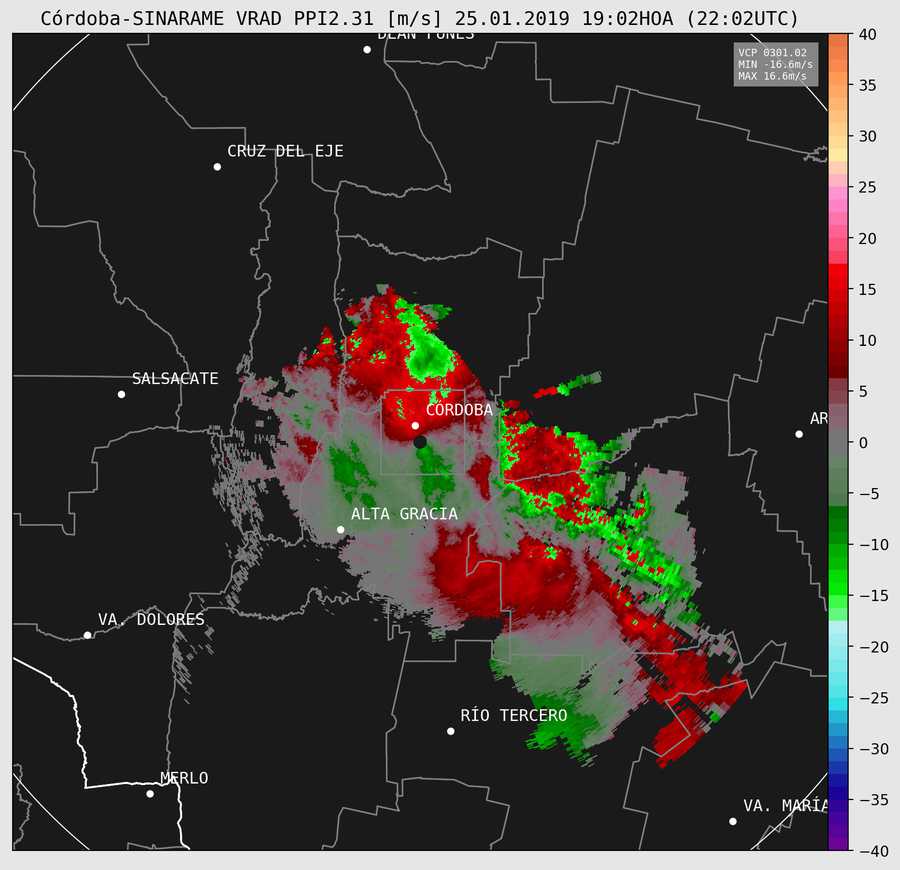 Córdoba-SINARAME VRAD PPI2.31 [m/s] 25.01.2019 19:02HOA (22:02UTC)
DEÁN FUNES
VCP 0301.02
MIN -16.6m/s
MAX 16.6m/s
CRUZ DEL EJE
SALSACATE
CÓRDOBA
AR
ALTA GRACIA
VA. DOLORES
RÍO TERCERO
MERLO
VA. MARÍA
40
35
30
25
20
15
10
5
0
−5
−10
−15
−20
−25
−30
−35
−40